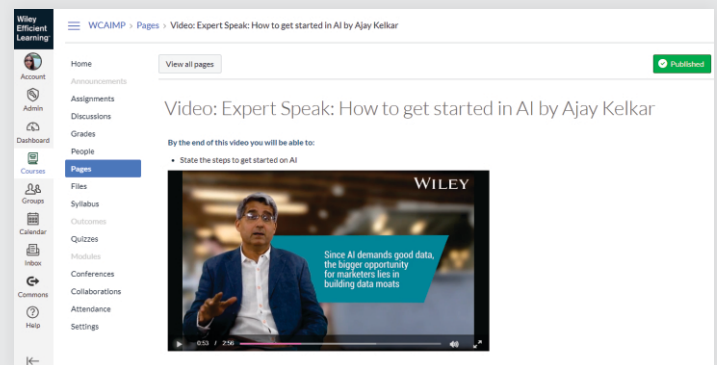 Wiley
Efficient
Learning
WCAIMP > Pages > Video: Expert Speak: How to get started in AI by Ajay Kelkar
Account
Admin
Dashboard
Courses
Groups
Calendar
Inbox
Commons
Help
Home
Announcements
Assignments
Discussions
Grades
People
Pages
Files
Syllabus
Outcomes
Quizzes
Modules
Conferences
Collaborations
Attendance
Settings
View all pages
Published
Video: Expert Speak: How to get started in AI by Ajay Kelkar
By the end of this video you will be able to:
• State the steps to get started on AI
WILEY
Since AI demands good data,
the bigger opportunity
for marketers lies in
building data moats
0:53 / 2:56